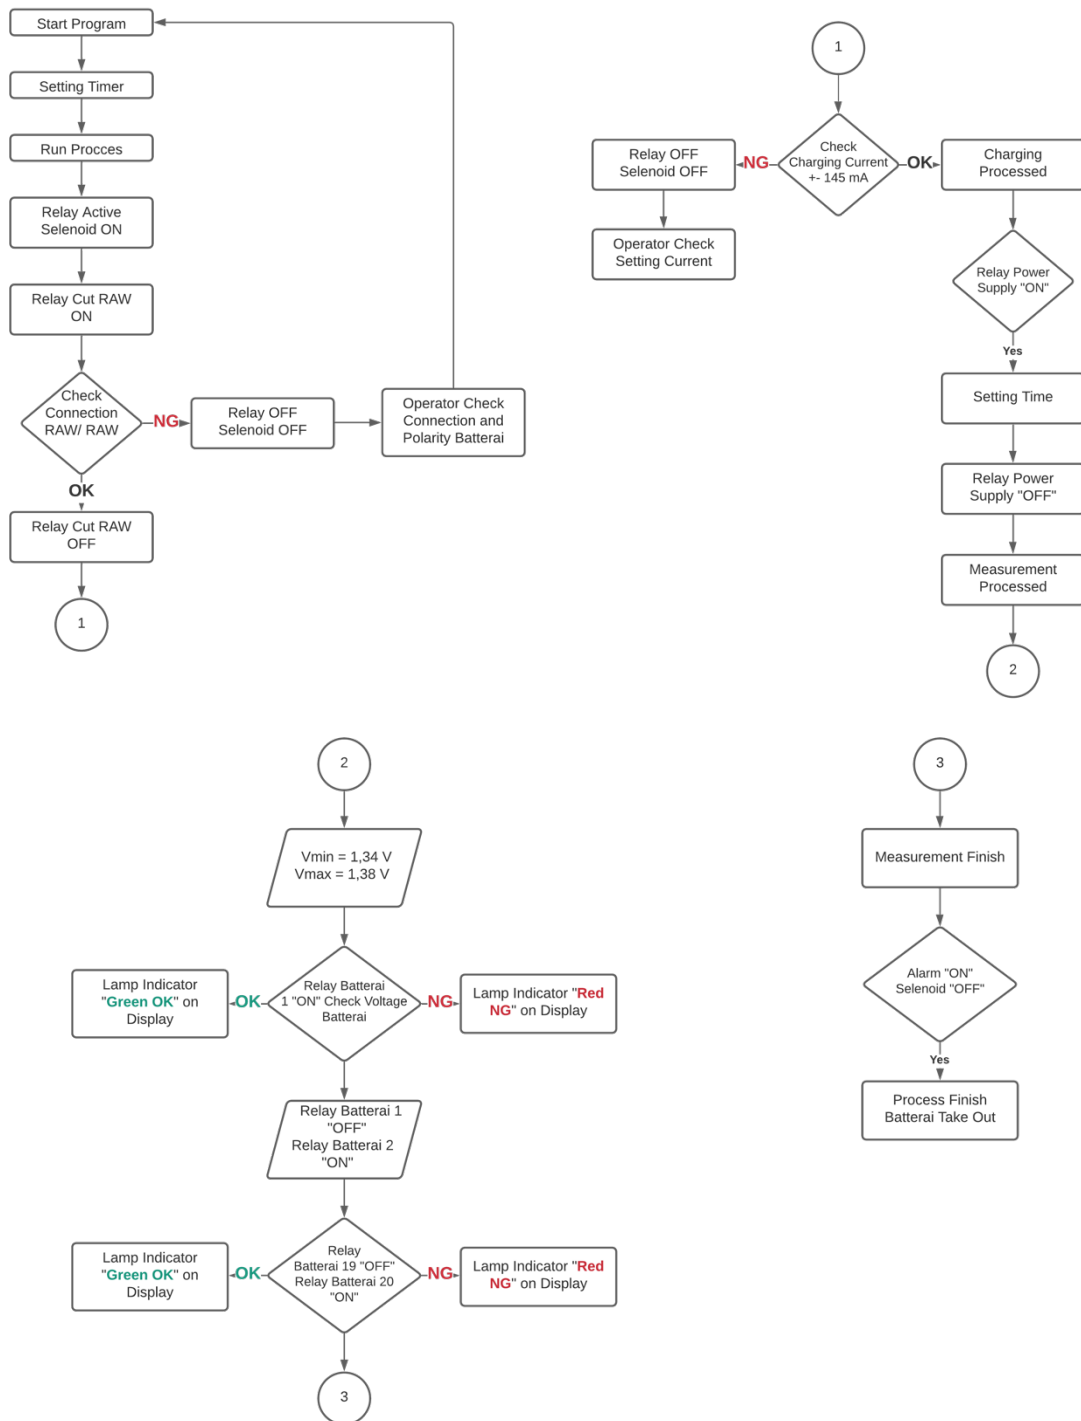 Start Program
Setting Timer
Run Procces
Relay Active
Selenoid ON
Relay Cut RAW
ON
Check
Connection
RAW/ RAW
NG
Relay OFF
Selenoid OFF
Operator Check
Connection and
Polarity Batterai
OK
Relay Cut RAW
OFF
1
1
Check
Charging Current
+- 145 mA
NG
Relay OFF
Selenoid OFF
Operator Check
Setting Current
OK
Charging
Processed
Relay Power
Supply "ON"
Yes
Setting Time
Relay Power
Supply "OFF"
Measurement
Processed
2
2
Vmin = 1,34 V
Vmax = 1,38 V
Relay Batterai
1 "ON" Check Voltage
Batterai
OK
Lamp Indicator
"Green OK" on
Display
NG
Lamp Indicator "Red
NG" on Display
Relay Batterai 1
"OFF"
Relay Batterai 2
"ON"
Relay
Batterai 19 "OFF"
Relay Batterai 20
"ON"
OK
Lamp Indicator
"Green OK" on
Display
NG
Lamp Indicator "Red
NG" on Display
3
3
Measurement Finish
Alarm "ON"
Selenoid "OFF"
Yes
Process Finish
Batterai Take Out